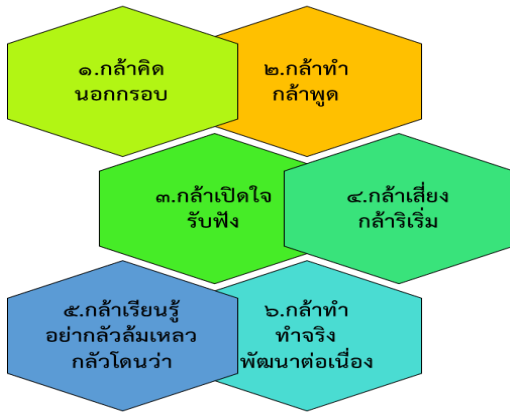 ๑.กล้าคิด
นอกกรอบ
๒.กล้าทำ
กล้าพูด
๓.กล้าเปิดใจ
รับฟัง
๔.กล้าเสี่ยง
กล้าริเริ่ม
๕.กล้าเรียนรู้
อย่ากลัวล้มเหลว
กลัวโดนว่า
๖.กล้าทำ
ทำจริง
พัฒนาต่อเนื่อง